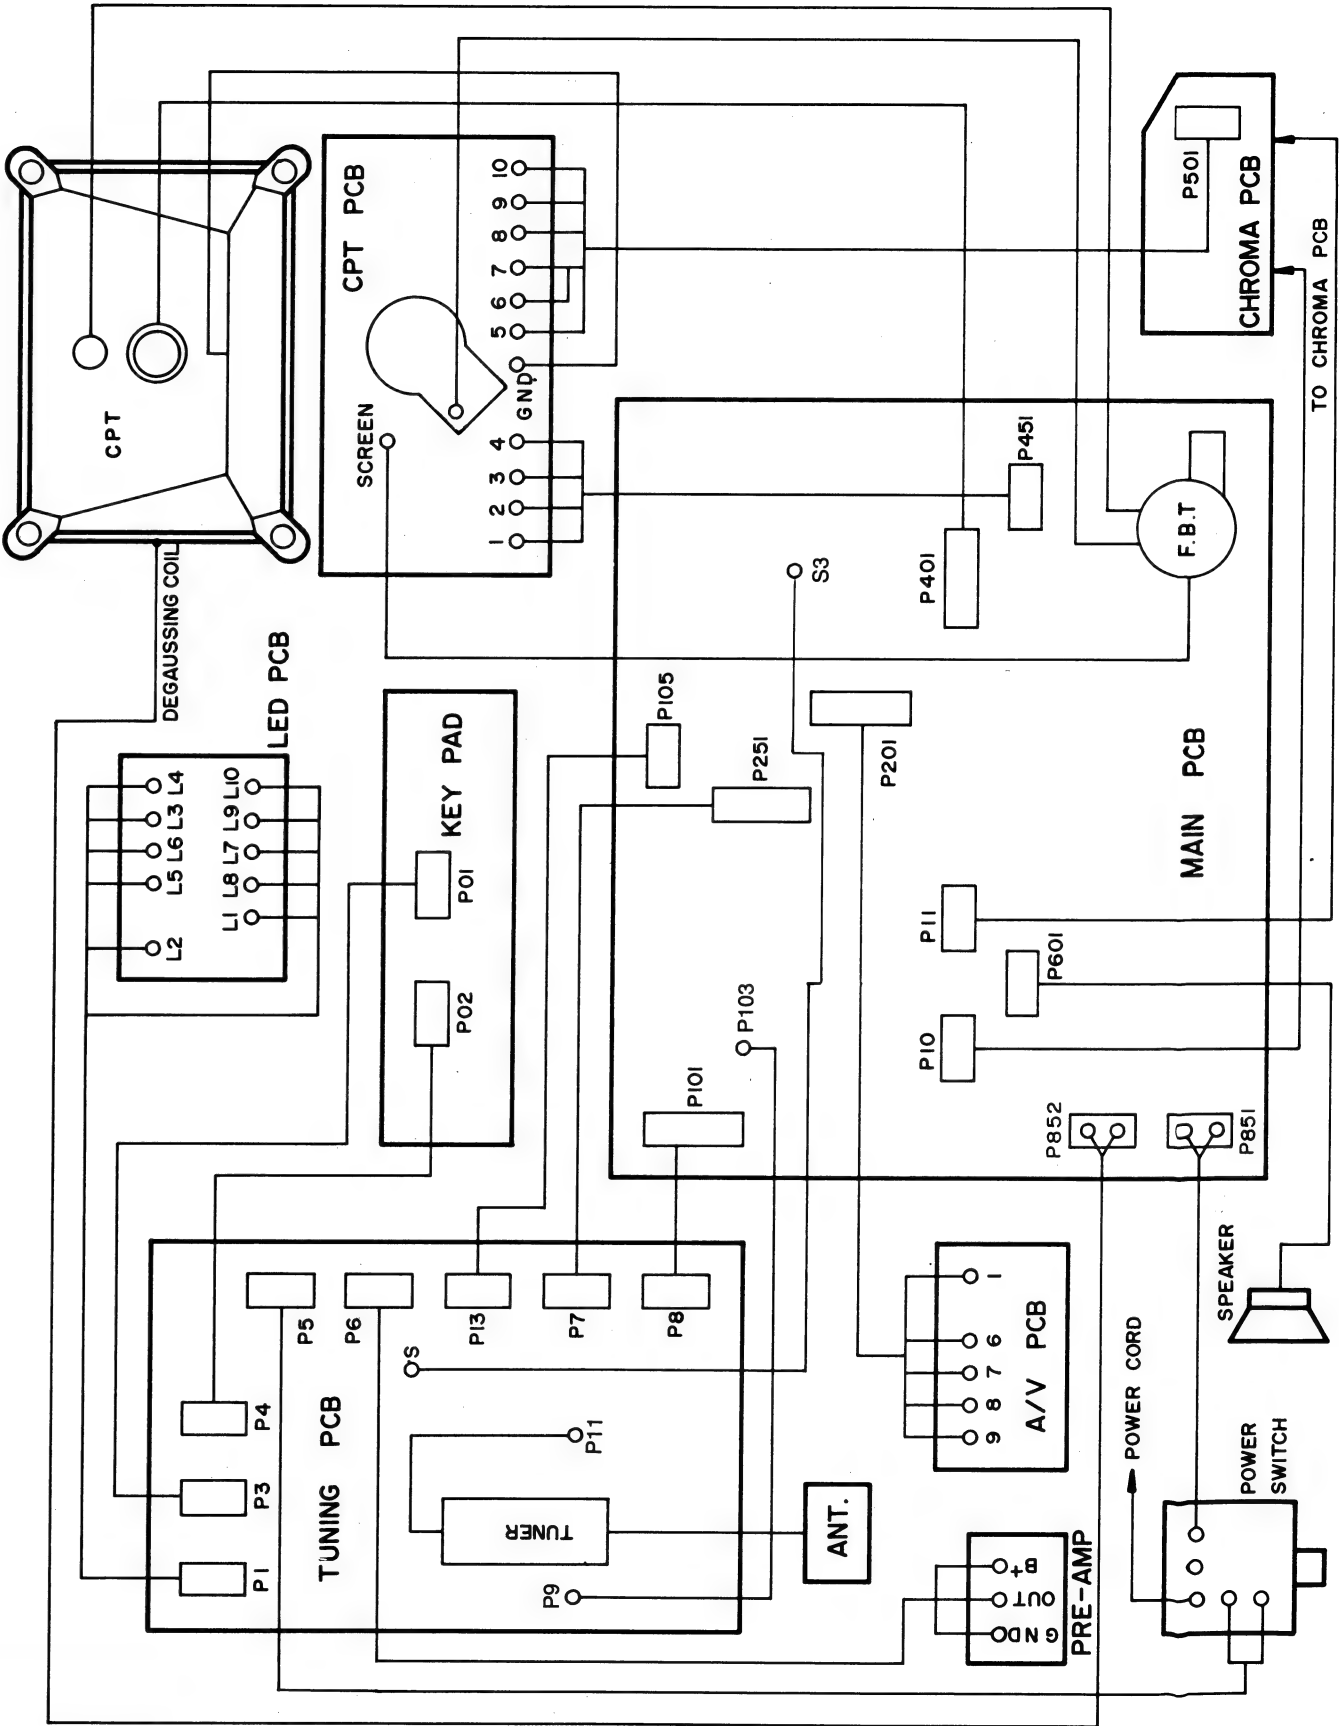 CPT
DEGAUSSING COIL
CPT PCB
SCREEN
1
2
3
4
GND
5
6
7
8
9
10
P501
CHROMA PCB
TO CHROMA PCB
LED PCB
L2
L5
L6
L3
L4
L1
L8
L7
L9
L10
KEY PAD
P02
P01
MAIN PCB
P105
P251
P201
S3
P401
P451
F.B.T
P11
P601
P10
P103
P101
P852
P851
TUNING PCB
P1
P3
P4
P5
P6
P13
P7
P8
S
P11
TUNER
P9
ANT.
A/V PCB
9
8
7
6
1
PRE-AMP
GND
OUT
B+
SPEAKER
POWER CORD
POWER
SWITCH